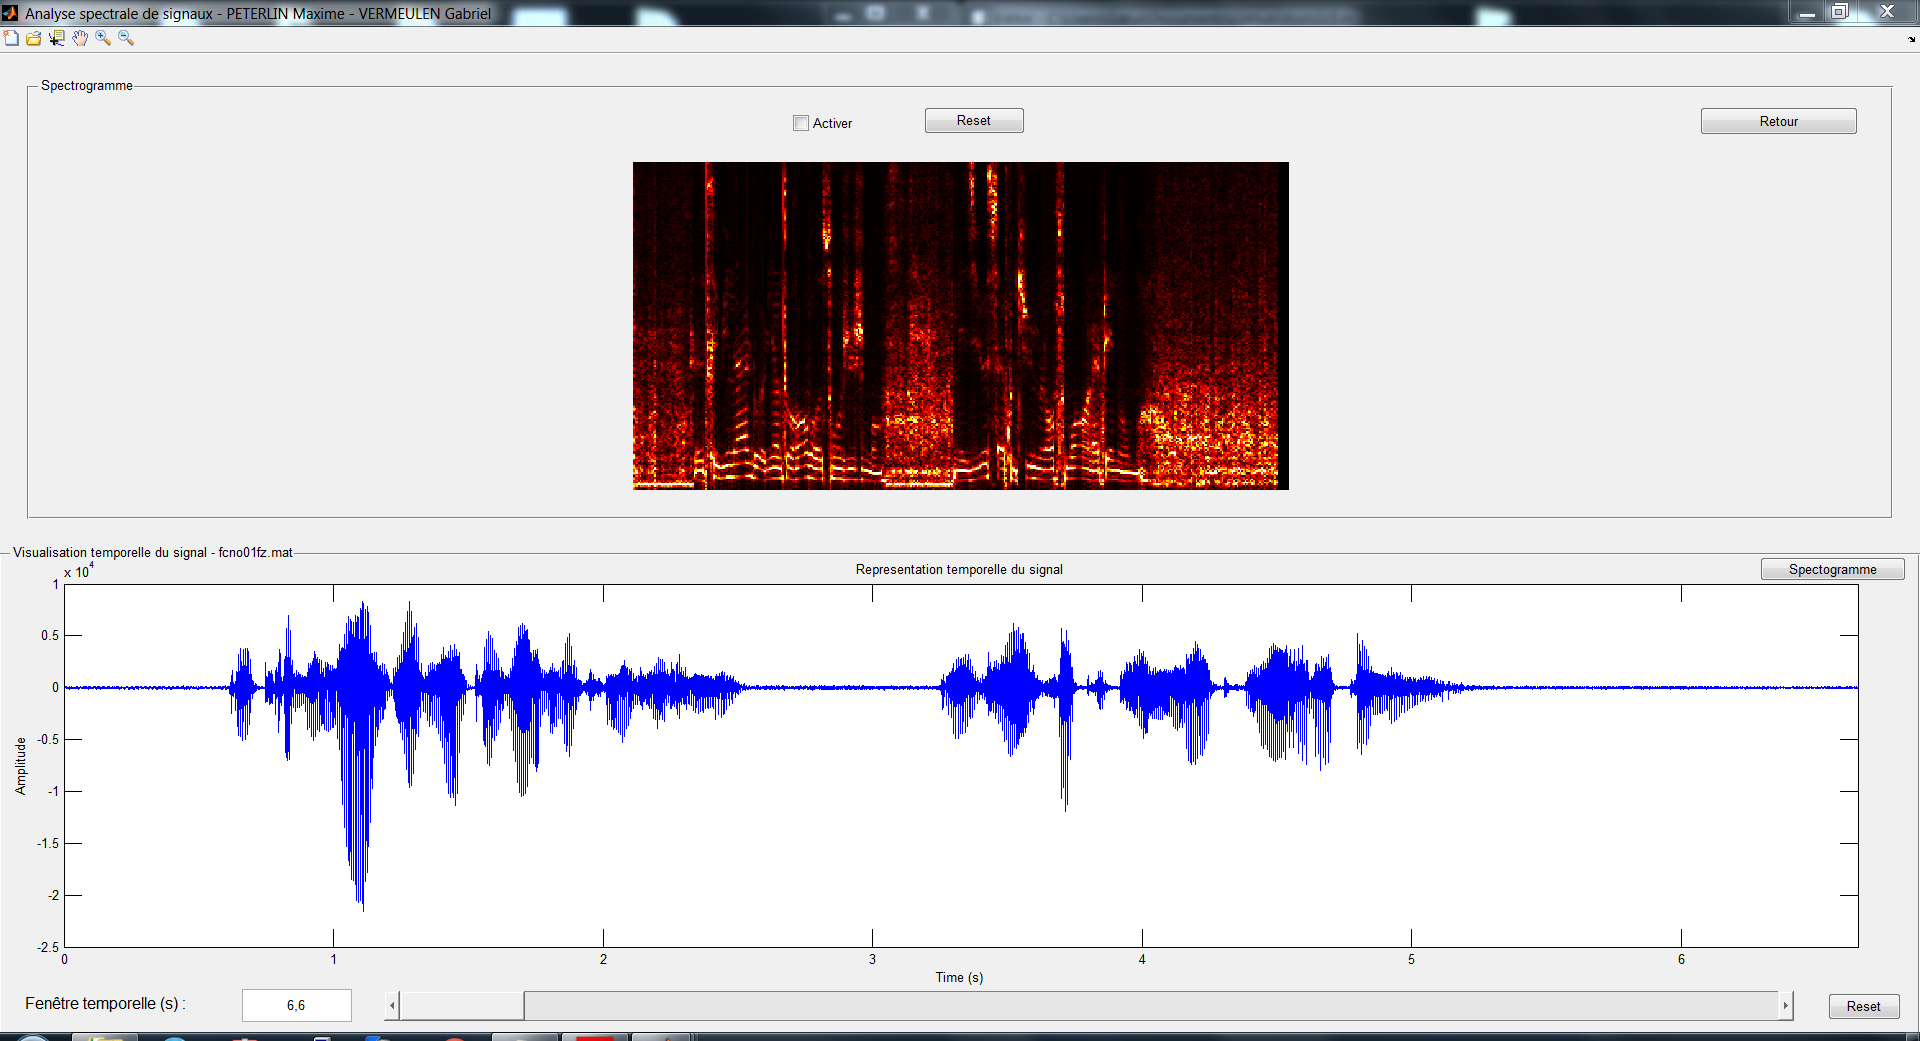 Analyse spectrale de signaux - PETERLIN Maxime - VERMEULEN Gabriel
Spectrogramme
Activer
Reset
Retour
Visualisation temporelle du signal - fcno01fz.mat
x 10^4
Representation temporelle du signal
Spectogramme
1
0.5
0
-0.5
-1
-1.5
-2
-2.5
Amplitude
0 1 2 3 4 5 6
Time (s)
Fenêtre temporelle (s) :
6,6
Reset